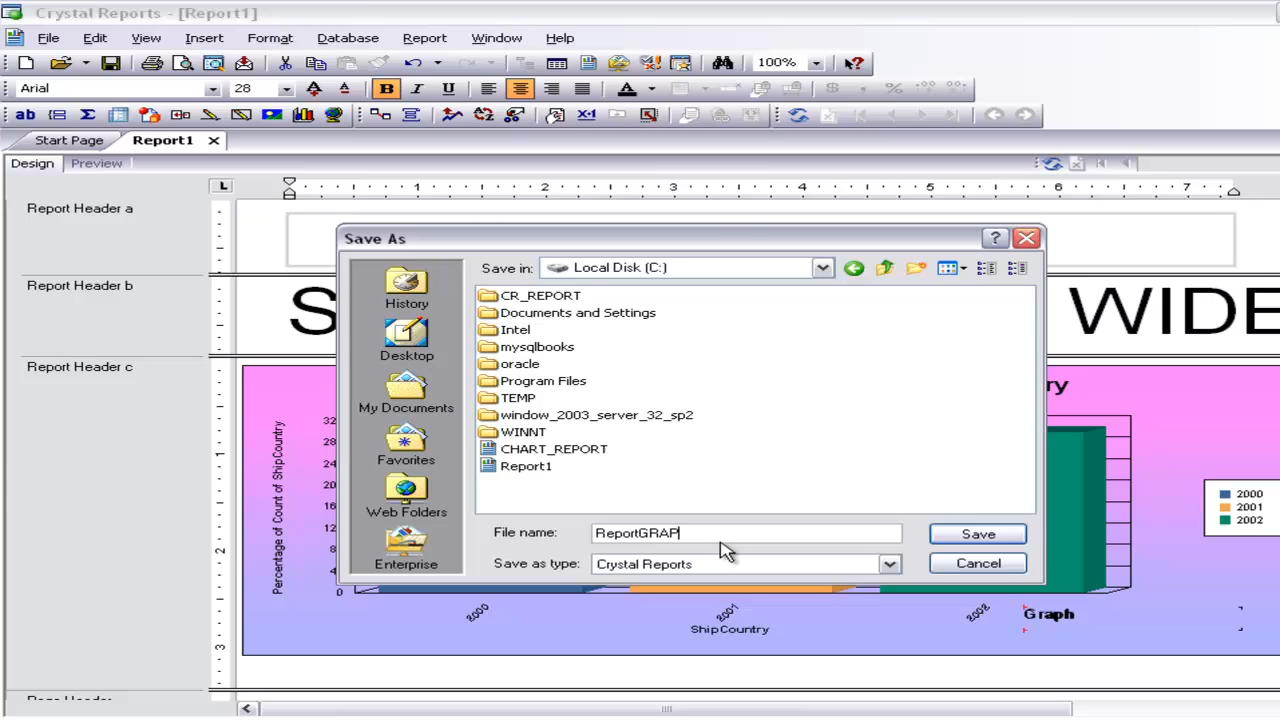 Crystal Reports - [Report1]
File Edit View Insert Format Database Report Window Help
100%
Arial 28 B I U
Start Page Report1
Design Preview
1 2 3 4 5 6 7
Report Header a
Report Header b
WIDE
Report Header c
Save As
Save in: Local Disk (C:)
History
Desktop
My Documents
Favorites
Web Folders
Enterprise
CR_REPORT
Documents and Settings
Intel
mysqlbooks
oracle
Program Files
TEMP
window_2003_server_32_sp2
WINNT
CHART_REPORT
Report1
File name: ReportGRAP
Save
Save as type: Crystal Reports
Cancel
Percentage of Count of ShipCountry
32
28
24
20
16
12
8
4
0
2000
2001
2002
ShipCountry
Graph
2000
2001
2002